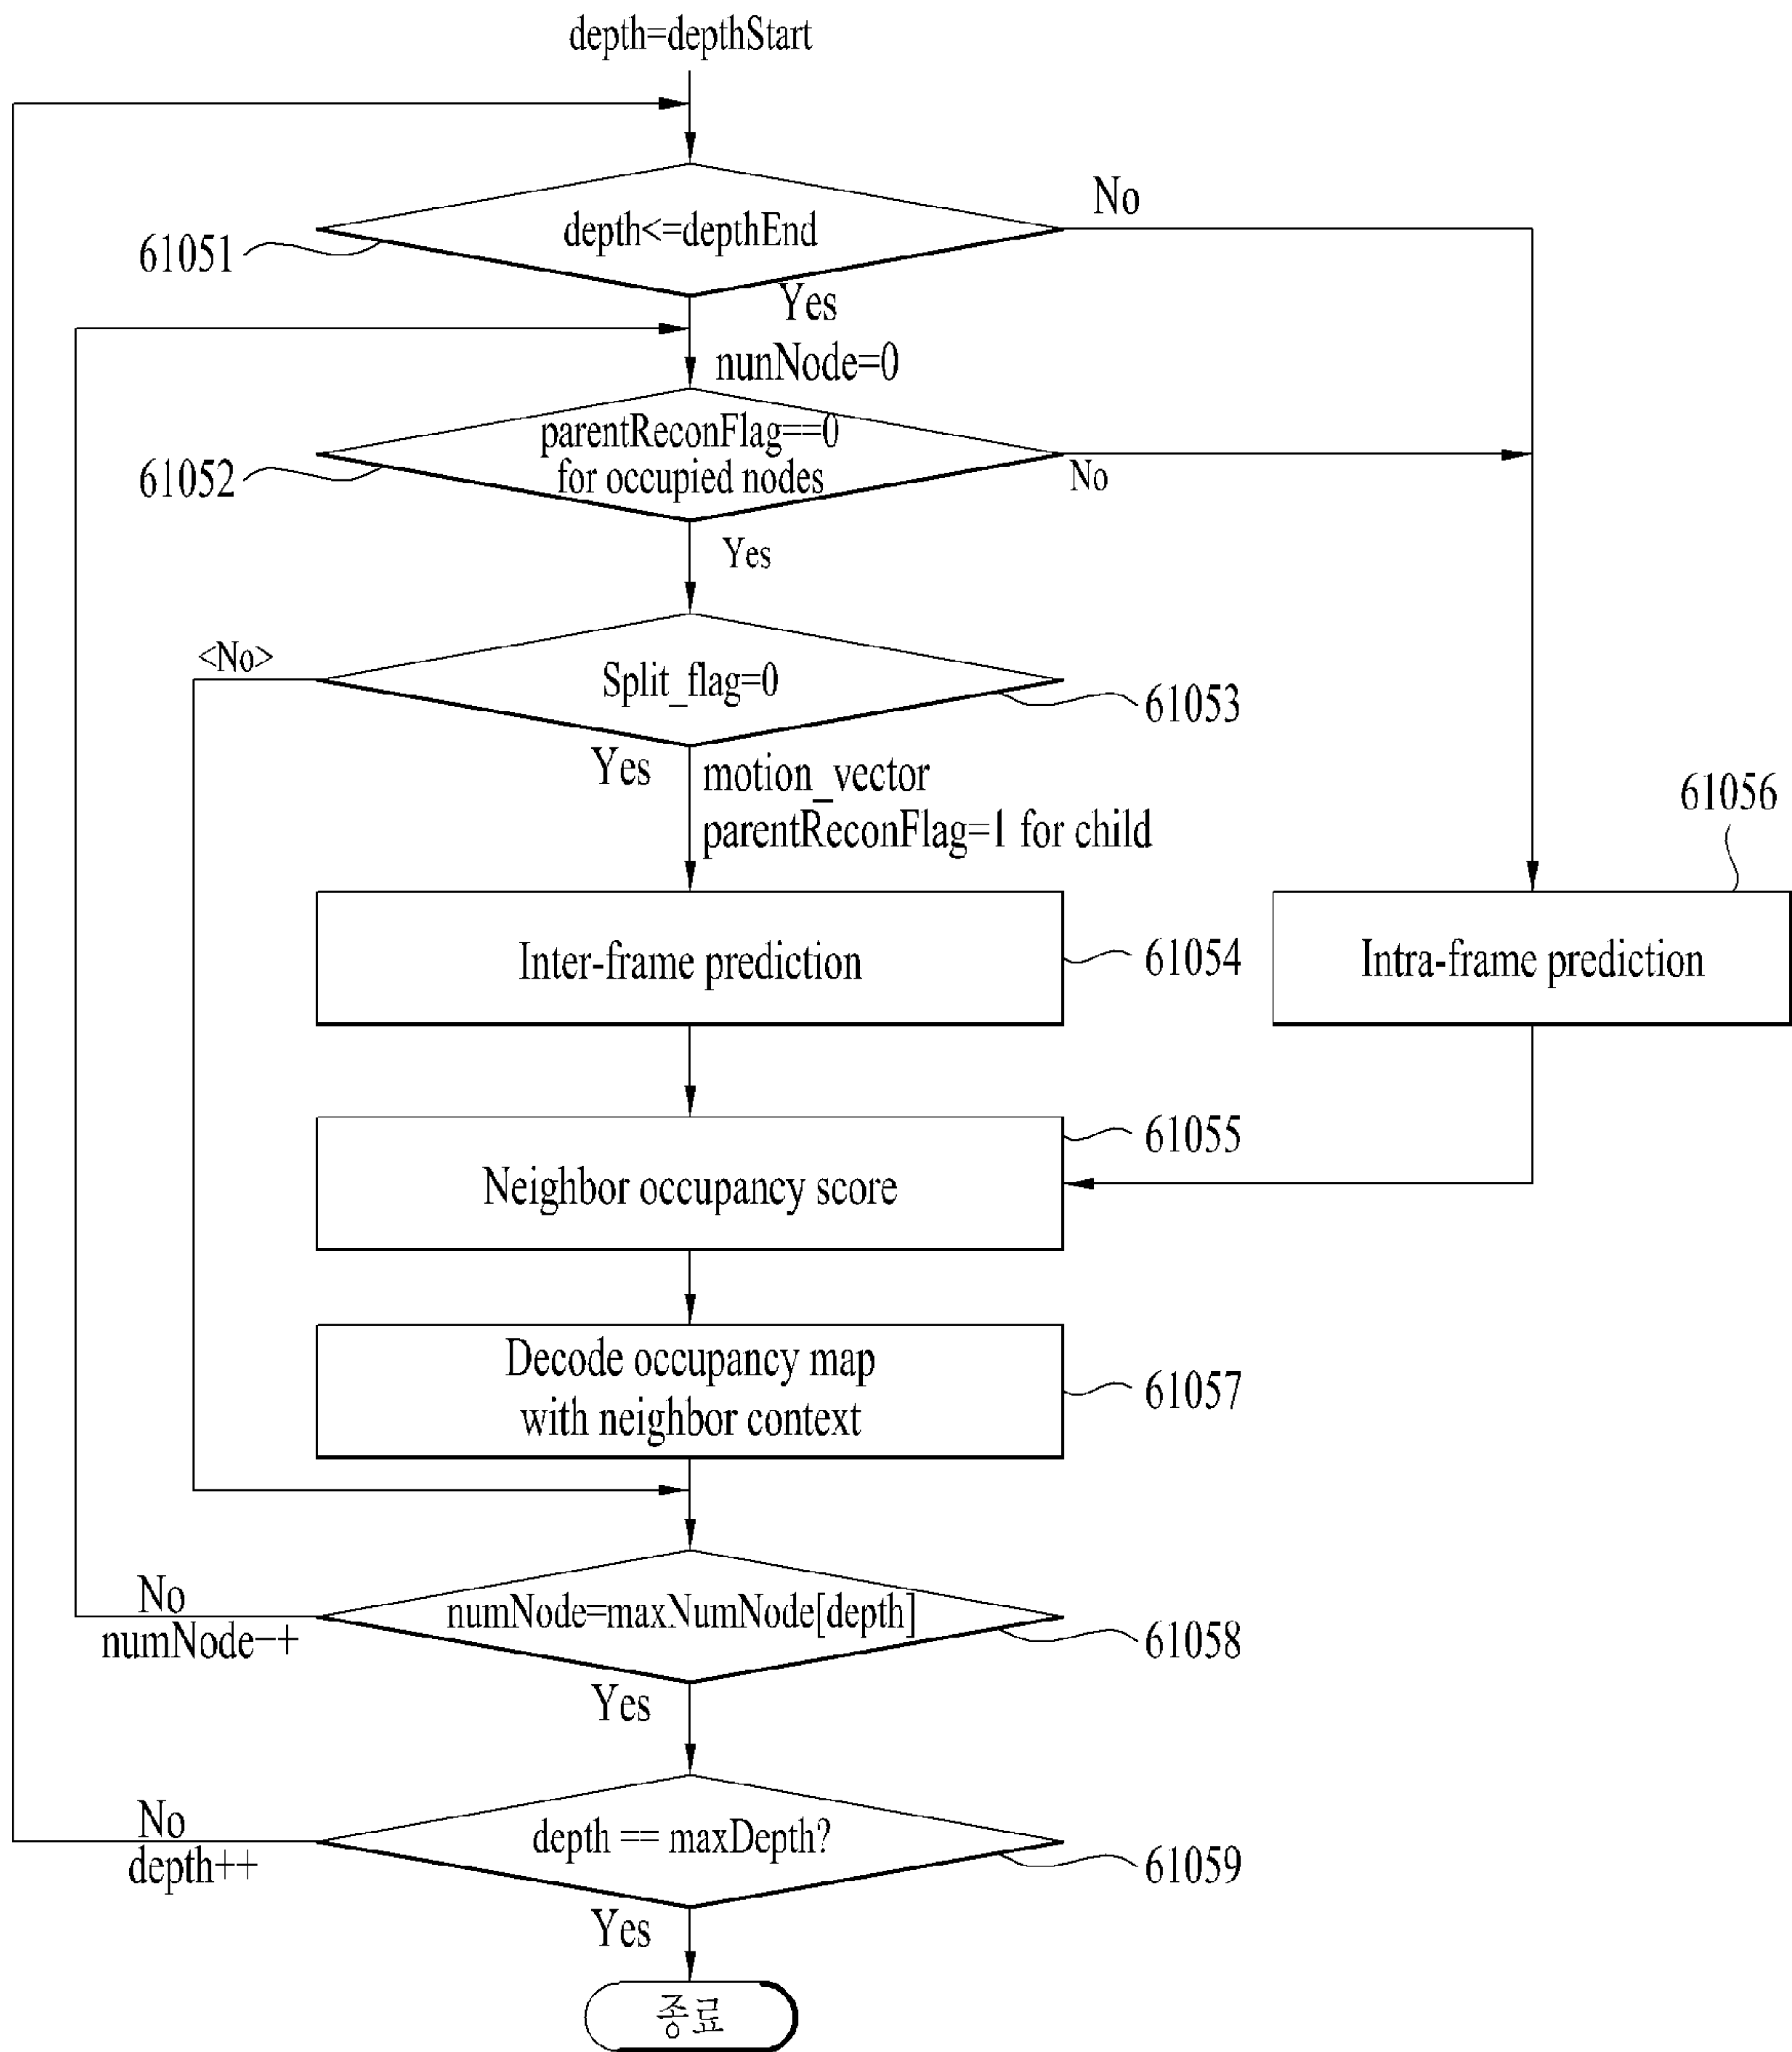 depth=depthStart
depth<=depthEnd
No
61051
Yes
nunNode=0
parentReconFlag==0
for occupied nodes
61052
No
Yes
<No>
Split_flag=0
61053
Yes
motion_vector
parentReconFlag=1 for child
61056
Inter-frame prediction
61054
Intra-frame prediction
61055
Neighbor occupancy score
Decode occupancy map
with neighbor context
61057
No
numNode-+
numNode=maxNumNode[depth]
61058
Yes
No
depth++
depth == maxDepth?
61059
Yes
종료